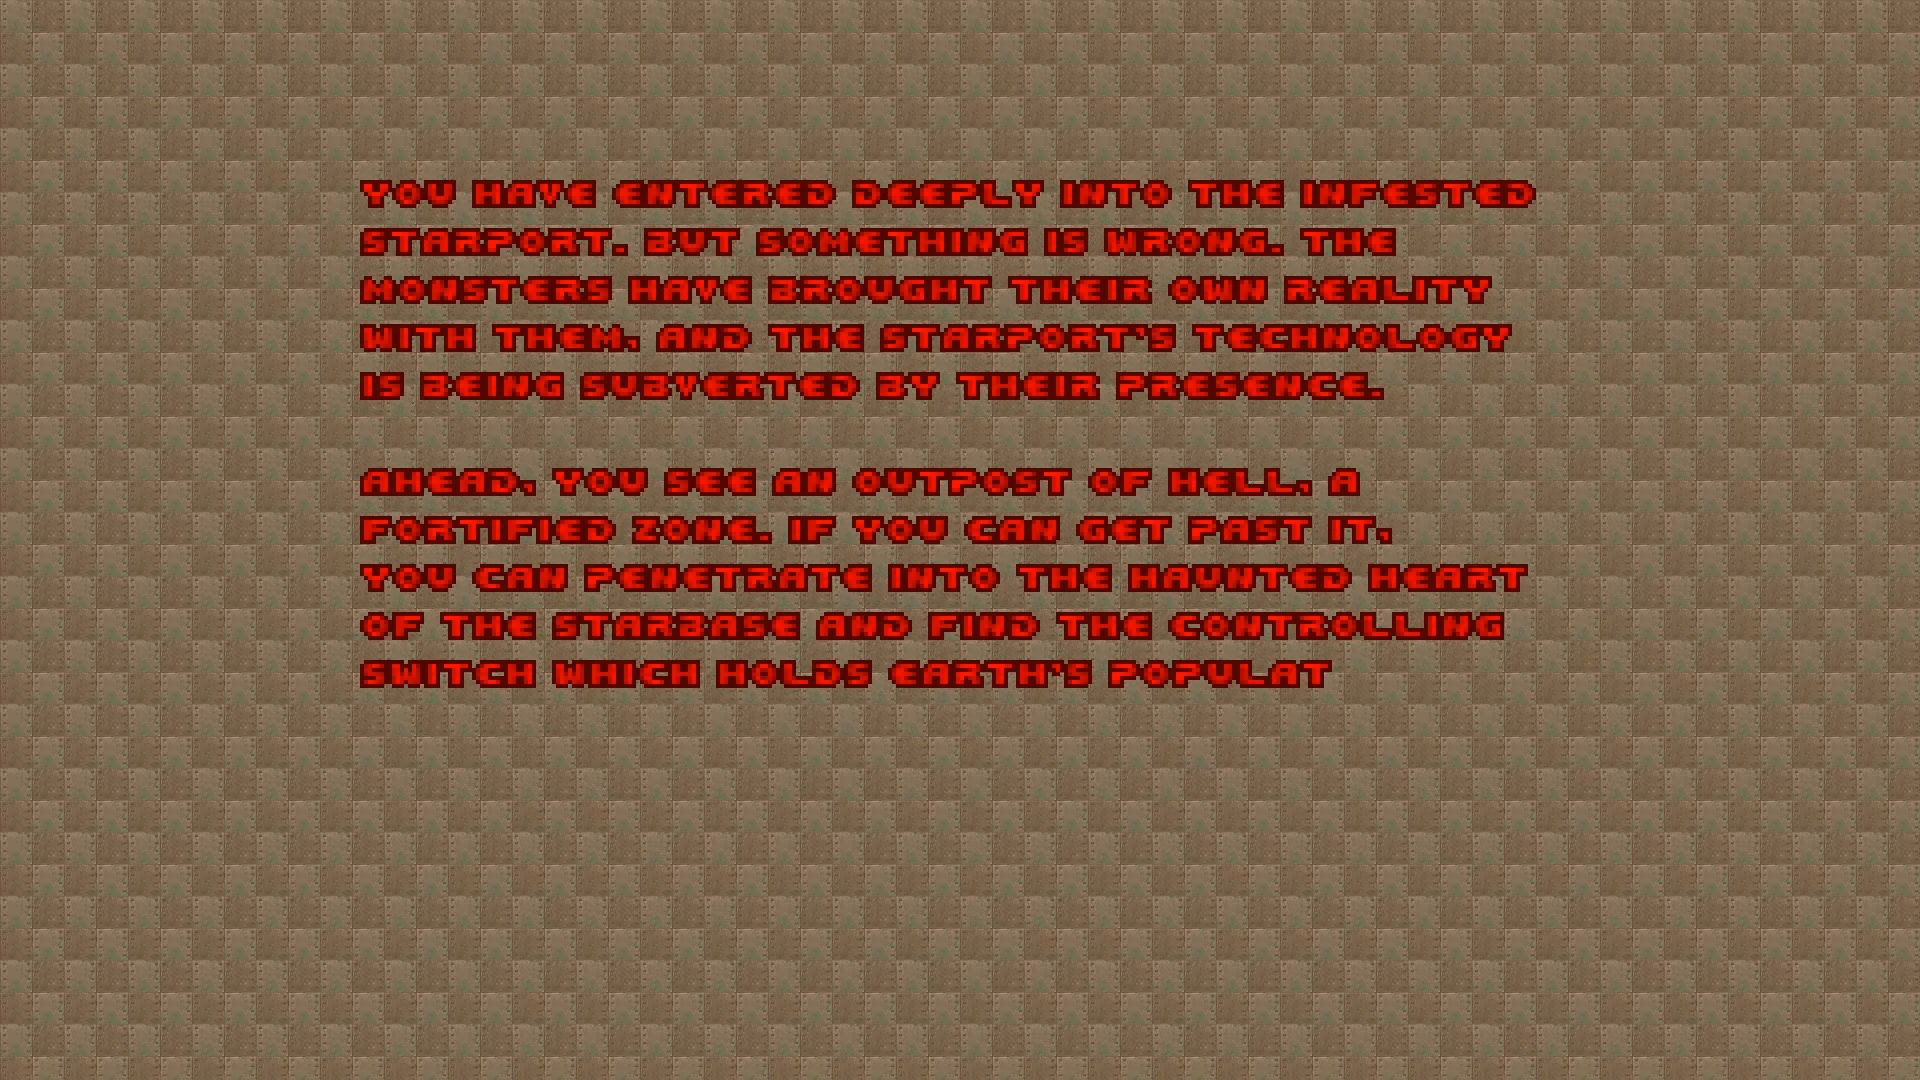 YOU HAVE ENTERED DEEPLY INTO THE INFESTED
STARPORT. BUT SOMETHING IS WRONG. THE
MONSTERS HAVE BROUGHT THEIR OWN REALITY
WITH THEM, AND THE STARPORT'S TECHNOLOGY
IS BEING SUBVERTED BY THEIR PRESENCE.

AHEAD, YOU SEE AN OUTPOST OF HELL, A
FORTIFIED ZONE. IF YOU CAN GET PAST IT,
YOU CAN PENETRATE INTO THE HAUNTED HEART
OF THE STARBASE AND FIND THE CONTROLLING
SWITCH WHICH HOLDS EARTH'S POPULAT